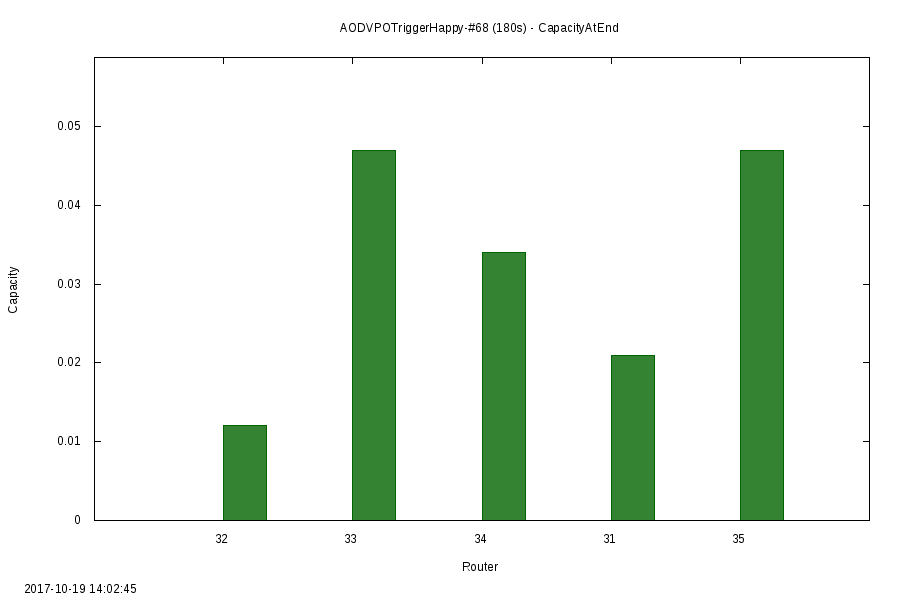 AODVPOTriggerHappy-#68 (180s) - CapacityAtEnd
0.05
0.04
0.03
0.02
0.01
0
Capacity
32 33 34 31 35
Router
2017-10-19 14:02:45